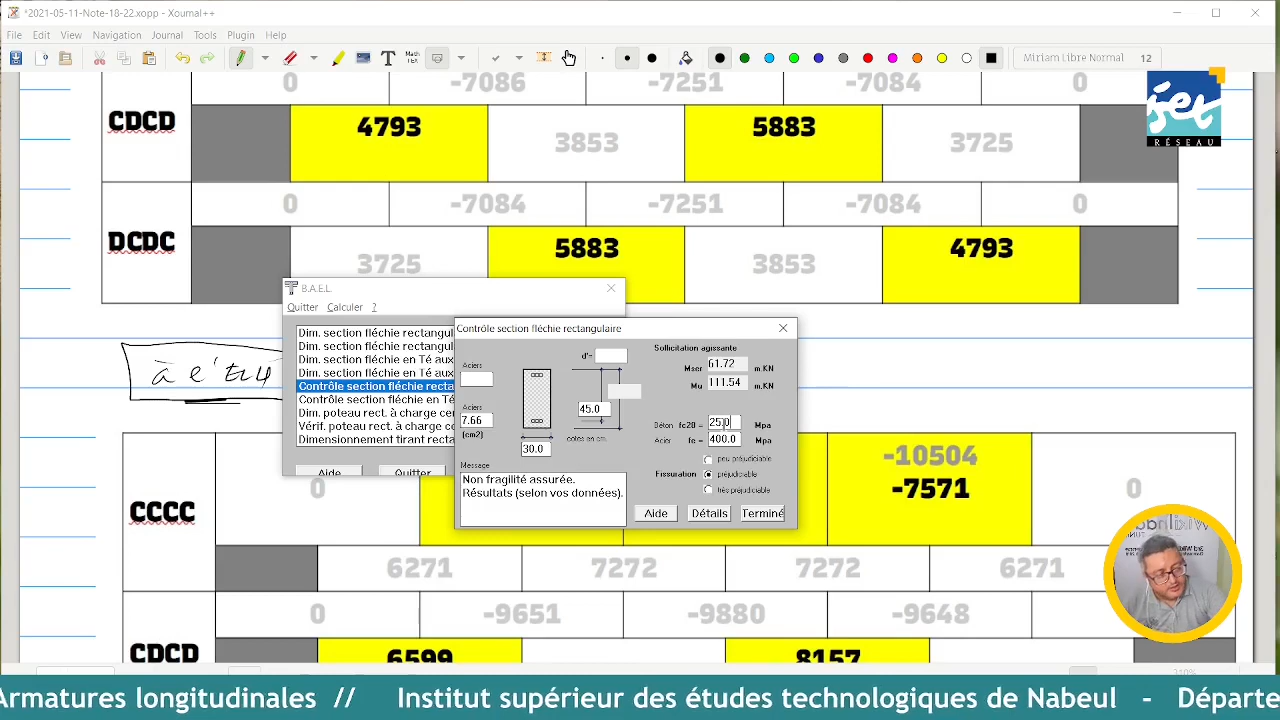 *2021-05-11-Note-18-22.xopp - Xournal++
File Edit View Navigation Journal Tools Plugin Help
Miriam Libre Normal 12
0 -7086 -7251 -7084 0
CDCD 4793 3853 5883 3725
0 -7084 -7251 -7084 0
DCDC 3725 5883 3853 4793
RÉSEAU
B.A.E.L.
Quitter Calculer ?
Dim. section fléchie rectangul
Dim. section fléchie rectangul
Dim. section fléchie en Té aux
Dim. section fléchie en Té aux
Contrôle section fléchie recta
Contrôle section fléchie en Té
Dim. poteau rect. à charge cen
Vérif. poteau rect. à charge ce
Dimensionnement tirant recta
Aide Quitter
Contrôle section fléchie rectangulaire
Sollicitation agissante
d'=
Mser 61.72 m.KN
Mu 111.54 m.KN
Aciers
Aciers
7.66
(cm2)
45.0
30.0
cotes en cm.
Béton fc28 = 25.0 Mpa
Acier fe = 400.0 Mpa
Fissuration
peu préjudiciable
préjudiciable
très préjudiciable
Message
Non fragilité assurée.
Résultats (selon vos données).
Aide Détails Terminé
à l'ELU
-10504
CCCC 0 -7571 0
6271 7272 7272 6271
0 -9651 -9880 -9648
CDCD 6599 8157
310%
Armatures longitudinales // Institut supérieur des études technologiques de Nabeul - Départe